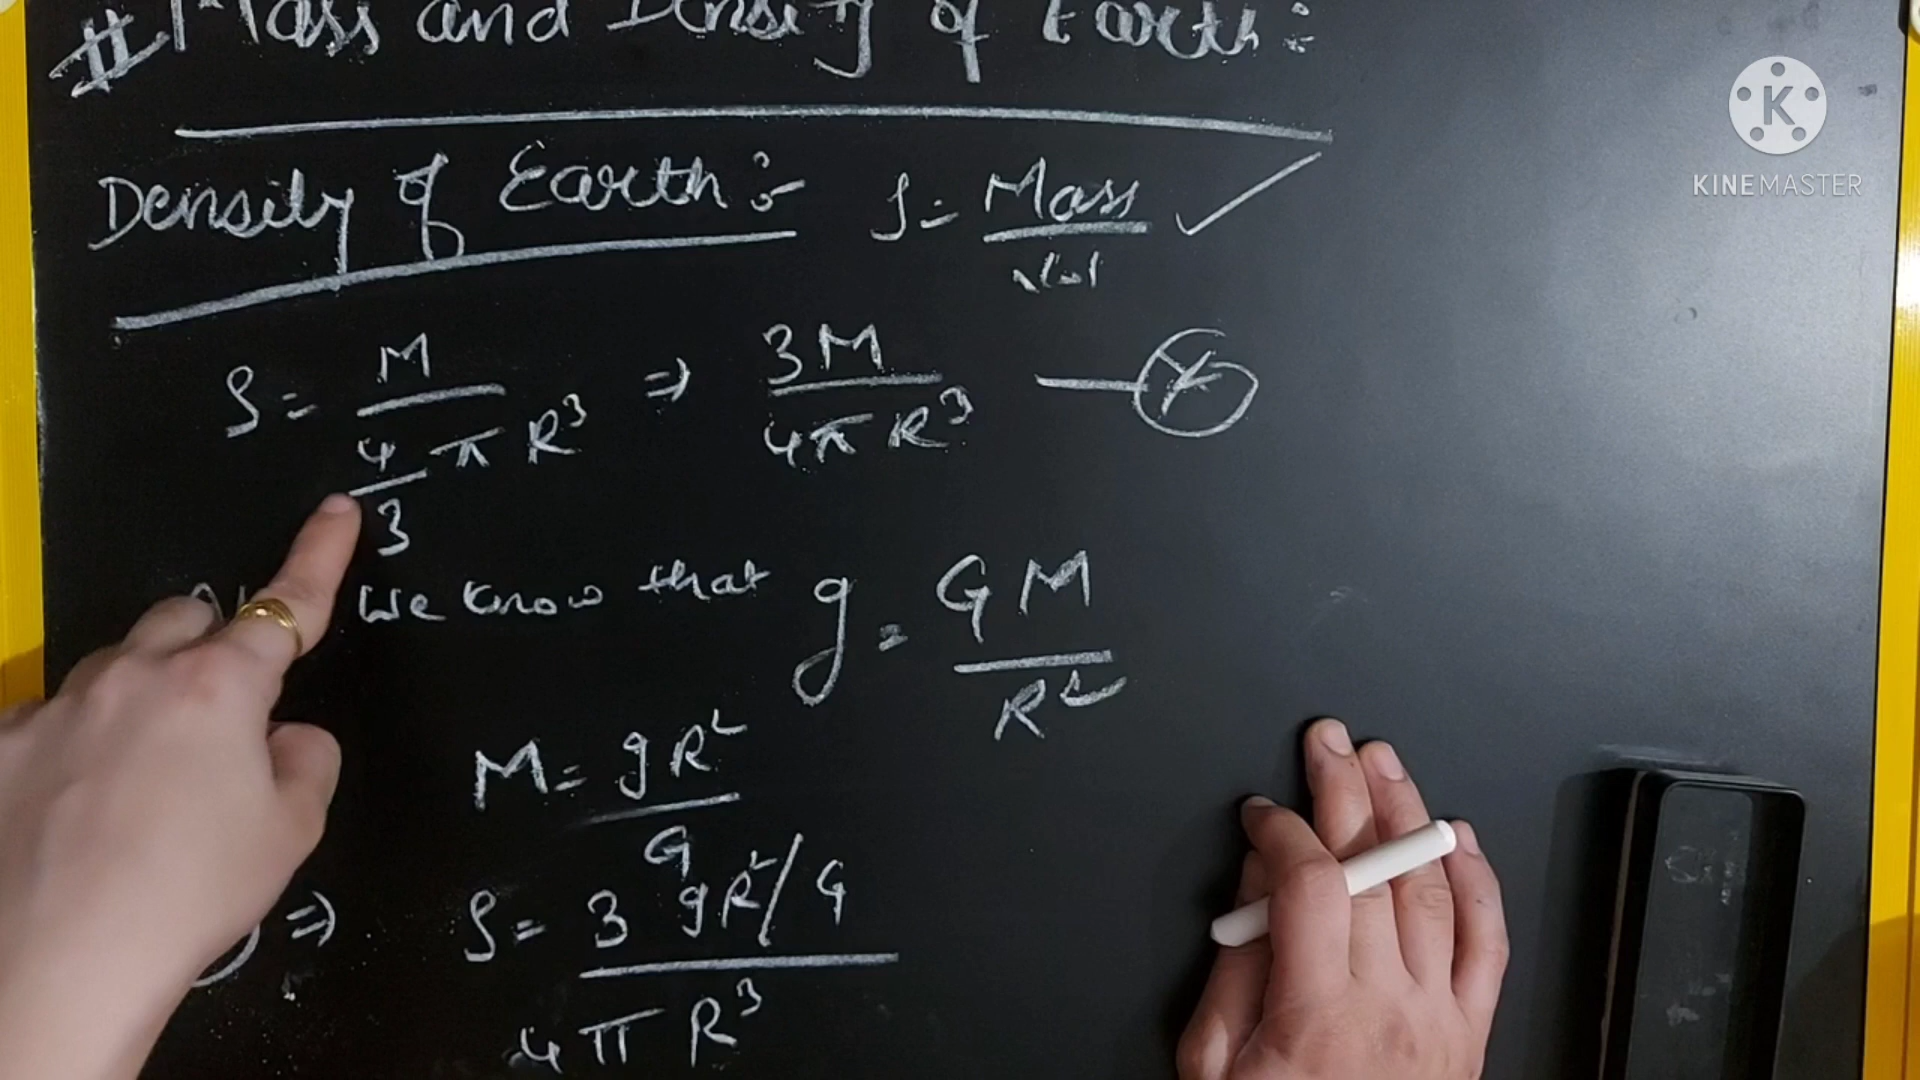 # Mass and Density of Earth:
KINEMASTER
Density of Earth:- ρ = Mass / Vol
ρ = M / 4/3 π R³ ⇒ 3M / 4π R³
We know that g = GM / R²
M = gR² / G
⇒ ρ = 3 gR²/G / 4π R³